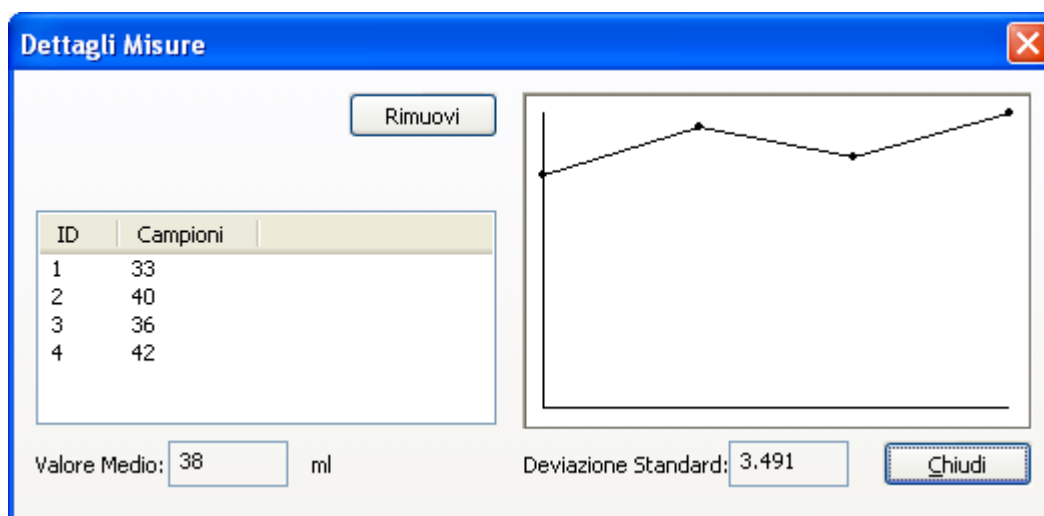 Dettagli Misure
Rimuovi
ID Campioni
1 33
2 40
3 36
4 42
Valore Medio: 38 ml
Deviazione Standard: 3.491
Chiudi